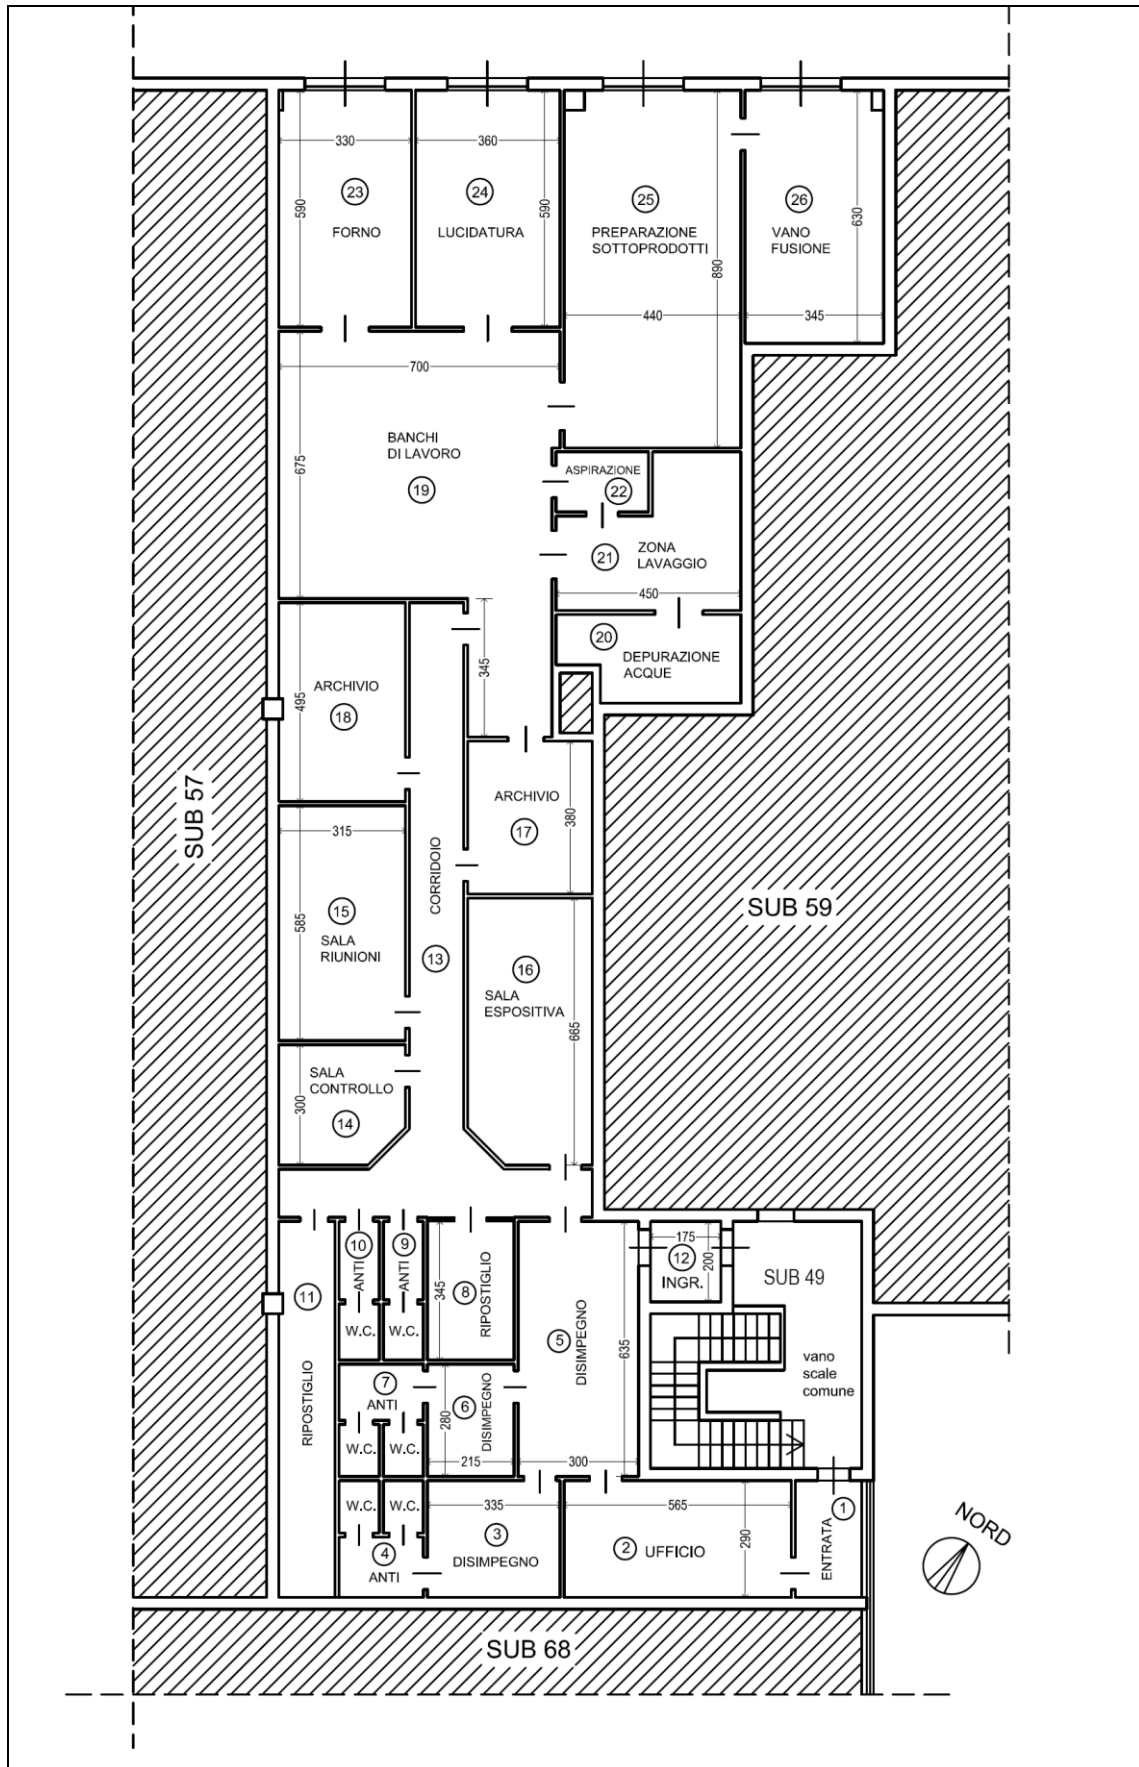 330
360
23
24
25
26
590
FORNO
LUCIDATURA
590
PREPARAZIONE
SOTTOPRODOTTI
VANO
FUSIONE
630
890
440
345
700
BANCHI
DI LAVORO
675
19
ASPIRAZIONE
22
21
ZONA
LAVAGGIO
450
20
DEPURAZIONE
ACQUE
345
ARCHIVIO
18
495
ARCHIVIO
17
380
SUB 57
315
CORRIDOIO
13
15
SALA
RIUNIONI
585
SUB 59
16
SALA
ESPOSITIVA
665
SALA
CONTROLLO
14
300
10
ANTI
9
ANTI
8
RIPOSTIGLIO
345
175
12
INGR.
200
SUB 49
11
RIPOSTIGLIO
W.C.
W.C.
5
DISIMPEGNO
635
vano
scale
comune
7
ANTI
6
DISIMPEGNO
280
215
300
W.C.
W.C.
W.C.
W.C.
4
ANTI
335
3
DISIMPEGNO
565
2
UFFICIO
290
1
ENTRATA
NORD
SUB 68